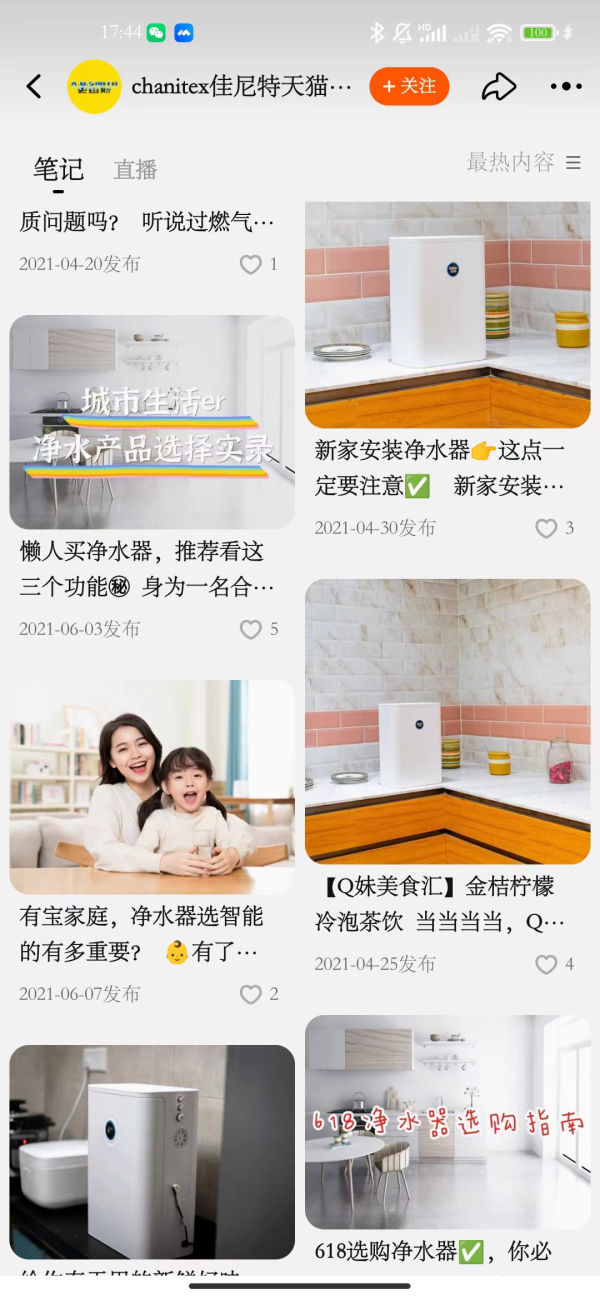 17:44
HD
100
chanitex佳尼特天猫…
+ 关注
笔记
直播
最热内容
质问题吗？ 听说过燃气…
2021-04-20发布
1
城市生活er
净水产品选择实录
懒人买净水器，推荐看这
三个功能㊙ 身为一名合…
2021-06-03发布
5
有宝家庭，净水器选智能
的有多重要？ 👶有了…
2021-06-07发布
2
新家安装净水器👉这点一
定要注意✅ 新家安装…
2021-04-30发布
3
【Q妹美食汇】金桔柠檬
冷泡茶饮 当当当当，Q…
2021-04-25发布
4
618净水器选购指南
618选购净水器✅，你必